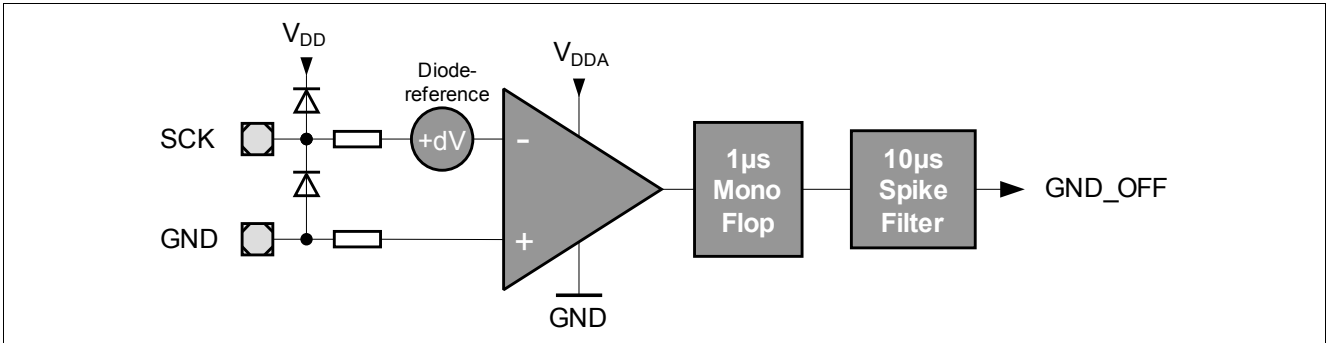 V_DD
V_DDA
Diode-
reference
SCK
+dV
-
1µs
Mono
Flop
10µs
Spike
Filter
GND_OFF
GND
+
GND